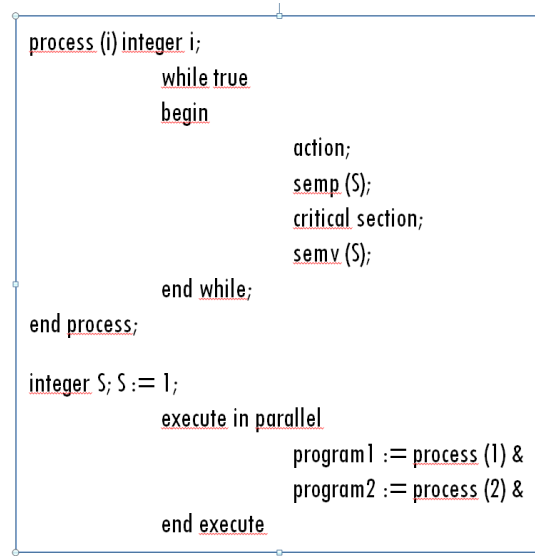 process (i) integer i;
while true
begin
action;
semp (S);
critical section;
semv (S);
end while;
end process;
integer S; S := 1;
execute in parallel
program1 := process (1) &
program2 := process (2) &
end execute